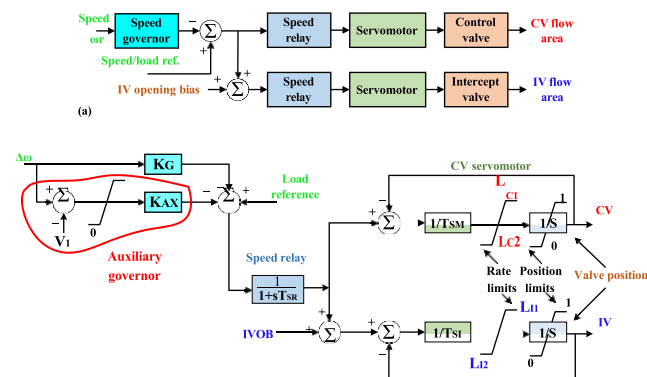 Speed
ωr
Speed
governor
−
Σ
+
Speed/load ref.
Speed
relay
Servomotor
Control
valve
CV flow
area
+
IV opening bias
+
Σ
Speed
relay
Servomotor
Intercept
valve
IV flow
area
(a)
Δω
KG
CV servomotor
+
Σ
−
V1
0
KAX
−
−
Σ
+
Load
reference
Auxiliary
governor
L
C1
LC2
−
+
Σ
1/TSM
1
1/S
0
CV
Speed relay
1
1+sTSR
Rate
limits
Position
limits
Valve position
IVOB
+
+
Σ
+
Σ
−
1/TSI
LI1
LI2
1
1/S
0
IV